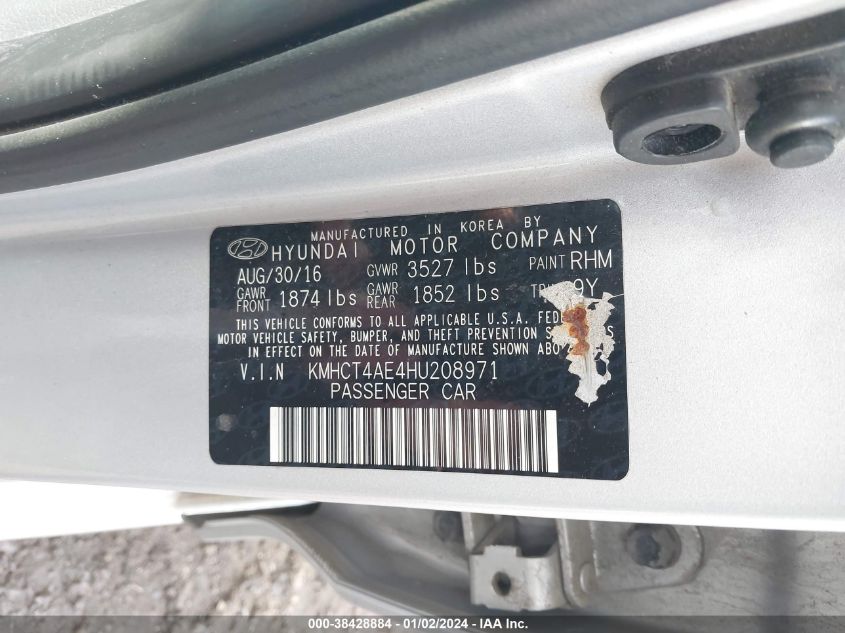 MANUFACTURED IN KOREA BY
HYUNDAI MOTOR COMPANY
AUG/30/16 GVWR 3527 lbs PAINT RHM
GAWR FRONT 1874 lbs GAWR REAR 1852 lbs 9Y
THIS VEHICLE CONFORMS TO ALL APPLICABLE U.S.A.
MOTOR VEHICLE SAFETY, BUMPER, AND THEFT PREVENTION
IN EFFECT ON THE DATE OF MANUFACTURE SHOWN
V.I.N KMHCT4AE4HU208971
PASSENGER CAR
000-38428884 - 01/02/2024 - IAA Inc.